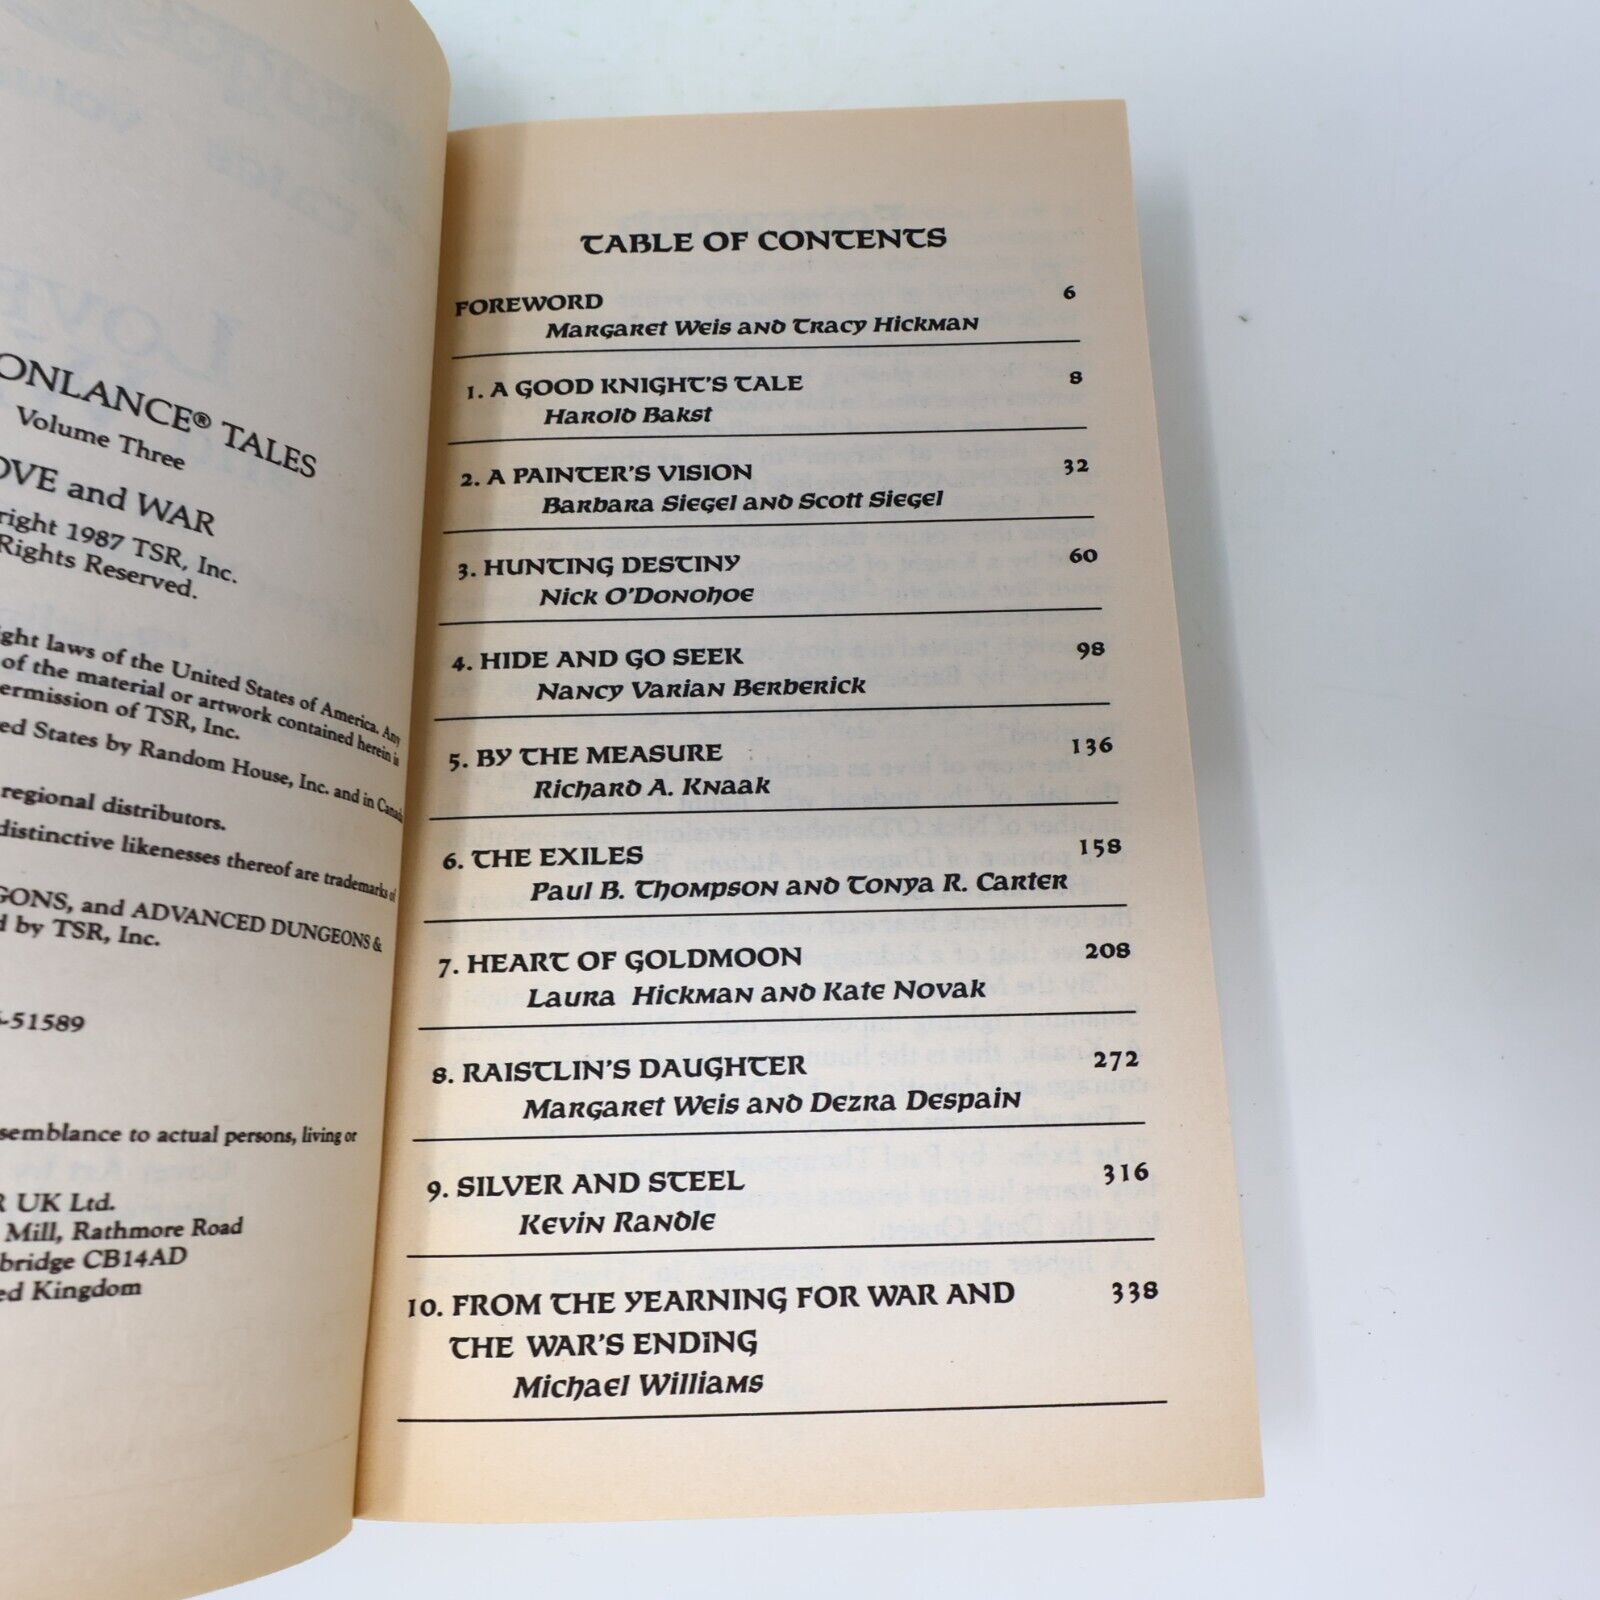 ONLANCE® TALES
Volume Three
OVE and WAR
right 1987 TSR, Inc.
Rights Reserved.
ght laws of the United States of America. Any
of the material or artwork contained herein is
ermission of TSR, Inc.
ed States by Random House, Inc. and in Canada
regional distributors.
distinctive likenesses thereof are trademarks of
GONS, and ADVANCED DUNGEONS &
d by TSR, Inc.
-51589
semblance to actual persons, living or
R UK Ltd.
Mill, Rathmore Road
bridge CB14AD
ed Kingdom
TABLE OF CONTENTS
FOREWORD 6
Margaret Weis and Tracy Hickman
1. A GOOD KNIGHT'S TALE 8
Harold Bakst
2. A PAINTER'S VISION 32
Barbara Siegel and Scott Siegel
3. HUNTING DESTINY 60
Nick O'Donohoe
4. HIDE AND GO SEEK 98
Nancy Varian Berberick
5. BY THE MEASURE 136
Richard A. Knaak
6. THE EXILES 158
Paul B. Thompson and Tonya R. Carter
7. HEART OF GOLDMOON 208
Laura Hickman and Kate Novak
8. RAISTLIN'S DAUGHTER 272
Margaret Weis and Dezra Despain
9. SILVER AND STEEL 316
Kevin Randle
10. FROM THE YEARNING FOR WAR AND 338
THE WAR'S ENDING
Michael Williams